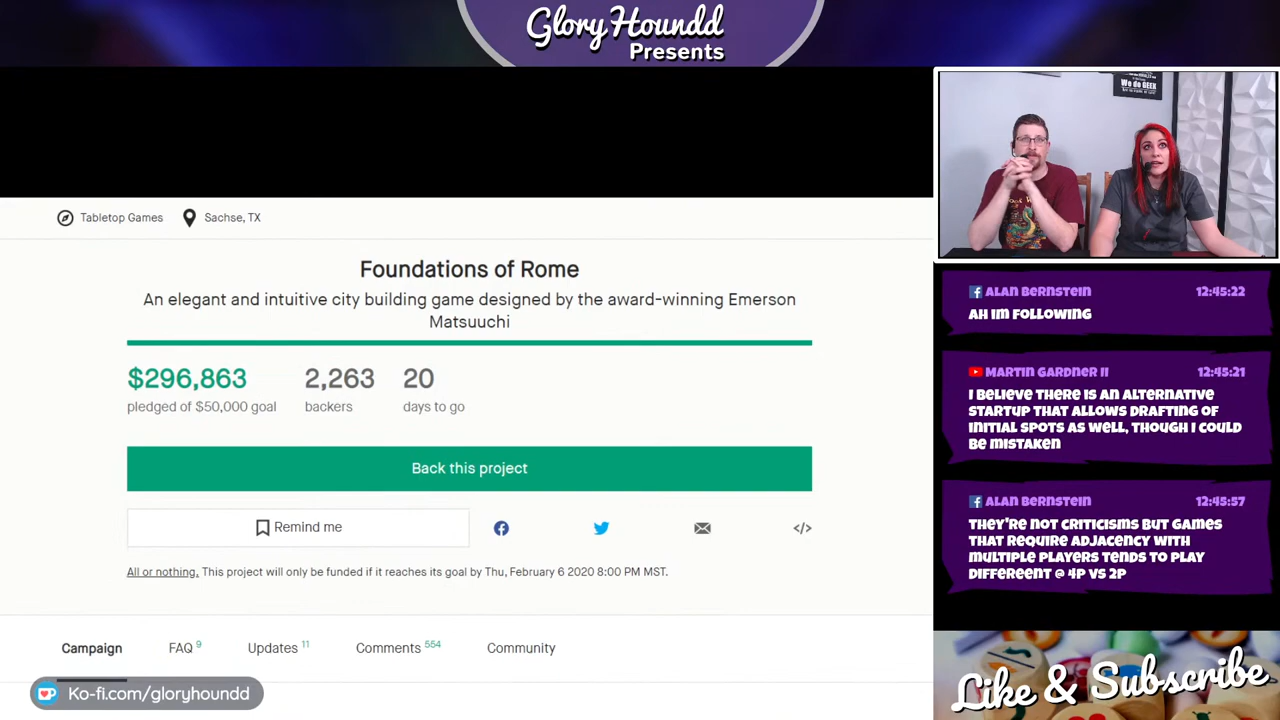 Glory Houndd
Presents
We do GEEK
Tabletop Games
Sachse, TX
Foundations of Rome
An elegant and intuitive city building game designed by the award-winning Emerson
Matsuuchi
$296,863
pledged of $50,000 goal
2,263
backers
20
days to go
Back this project
Remind me
All or nothing. This project will only be funded if it reaches its goal by Thu, February 6 2020 8:00 PM MST.
Campaign
FAQ 9
Updates 11
Comments 554
Community
Ko-fi.com/gloryhoundd
ALAN BERNSTEIN 12:45:22
AH IM FOLLOWING
MARTIN GARDNER II 12:45:21
I BELIEVE THERE IS AN ALTERNATIVE
STARTUP THAT ALLOWS DRAFTING OF
INITIAL SPOTS AS WELL, THOUGH I COULD
BE MISTAKEN
ALAN BERNSTEIN 12:45:57
THEY'RE NOT CRITICISMS BUT GAMES
THAT REQUIRE ADJACENCY WITH
MULTIPLE PLAYERS TENDS TO PLAY
DIFFEREENT @ 4P VS 2P
Like & Subscribe